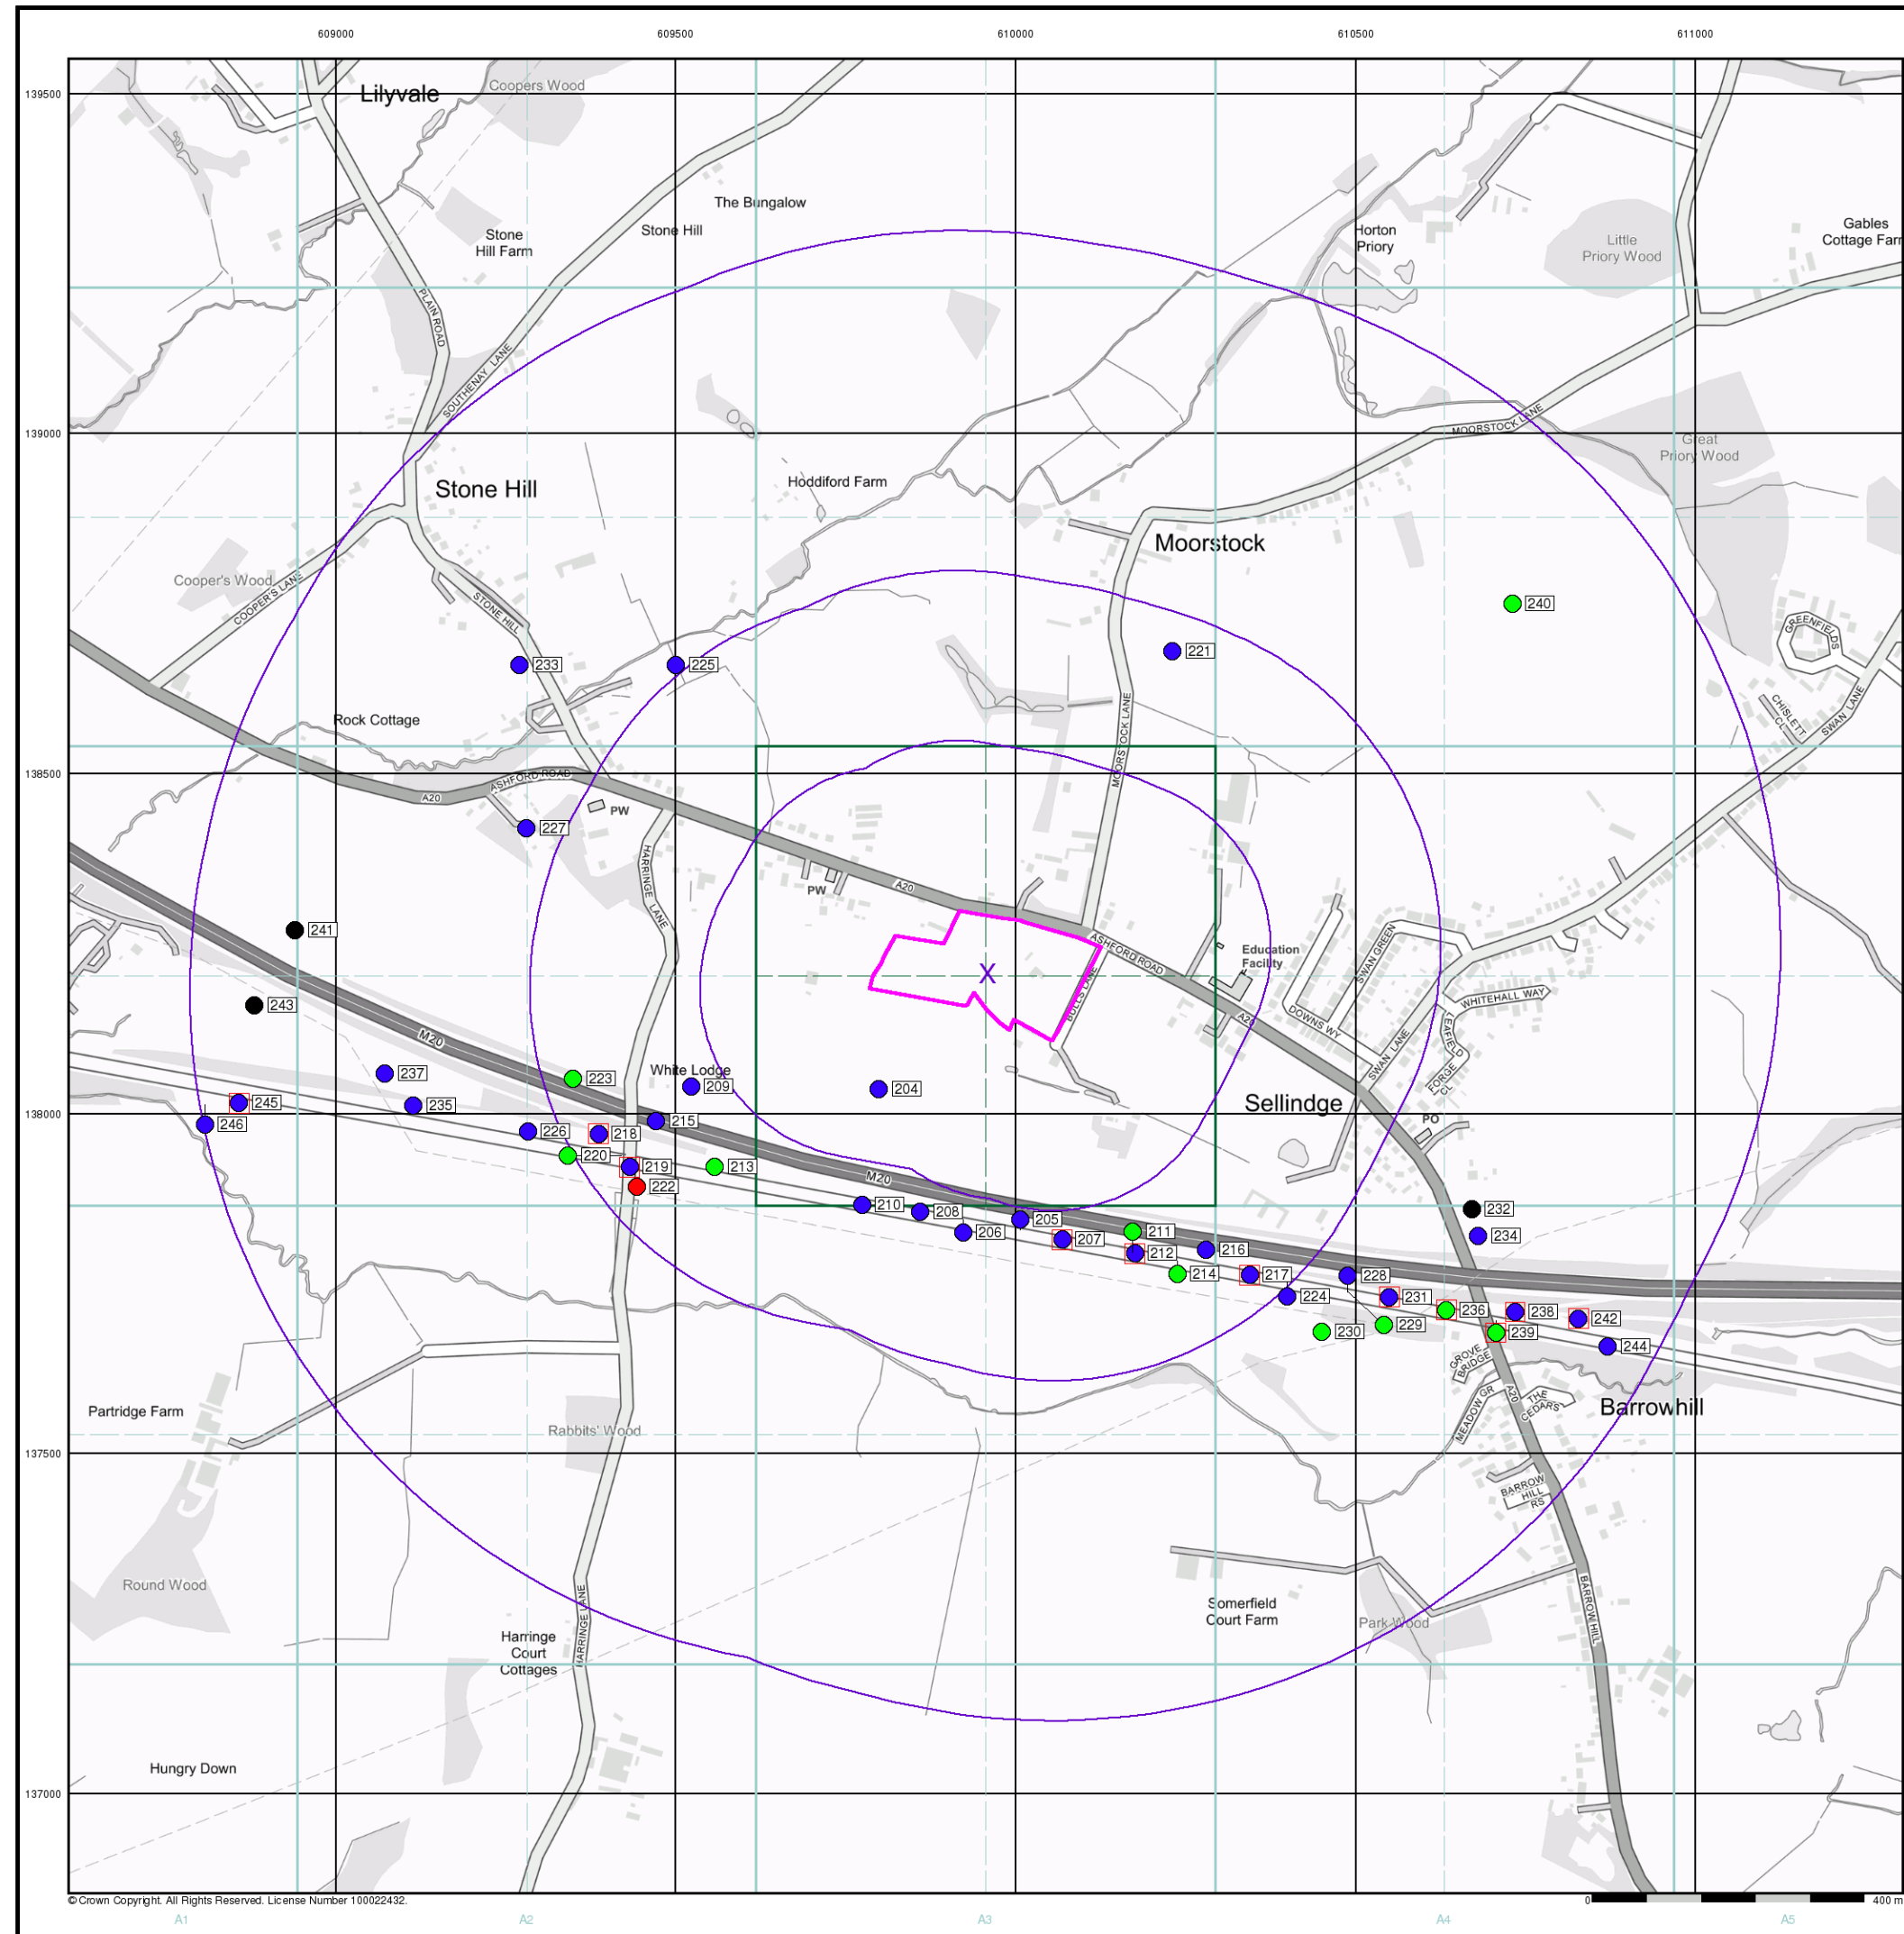 609000 609500 610000 610500 611000
139500
Lilyvale
Coopers Wood
The Bungalow
Stone Hill
Stone
Hill Farm
Horton
Priory
Little
Priory Wood
Gables
Cottage Farm
PLAIN ROAD
SOUTHENAY LANE
139000
MOORSTOCK LANE
Great
Priory Wood
Stone Hill
Hoddiford Farm
Moorstock
Cooper's Wood
COOPER'S LANE
STONE HILL
240
GREENFIELDS
233
225
221
Rock Cottage
MOORSTOCK LANE
CHISLETT
CL
SWAN LANE
138500
A20
ASHFORD ROAD
PW
227
HARRINGE LANE
PW
A20
241
X
ASHFORD ROAD
Education
Facility
SWAN GREEN
243
BULLS LANE
WHITEHALL WAY
DOWNS WY
A20
LEAFIELD
M20
SWAN LANE
FORGE
CL
237
223
White Lodge
209
204
245
235
Sellindge
138000
246
226
218
215
PO
220
219
213
222
M20
210
208
205
232
206
207
211
234
212
216
214
217
228
224
231
236
238
242
230
229
239
244
GROVE
BRIDGE
A20
MEADOW GR
THE
CEDARS
Barrowhill
Partridge Farm
Rabbits' Wood
137500
BARROW
HILL
RS
Round Wood
HARRINGE LANE
Somerfield
Court Farm
Park Wood
BARROW HILL
Harringe
Court
Cottages
Hungry Down
137000
© Crown Copyright. All Rights Reserved. License Number 100022432.
0 400 m
A1 A2 A3 A4 A5